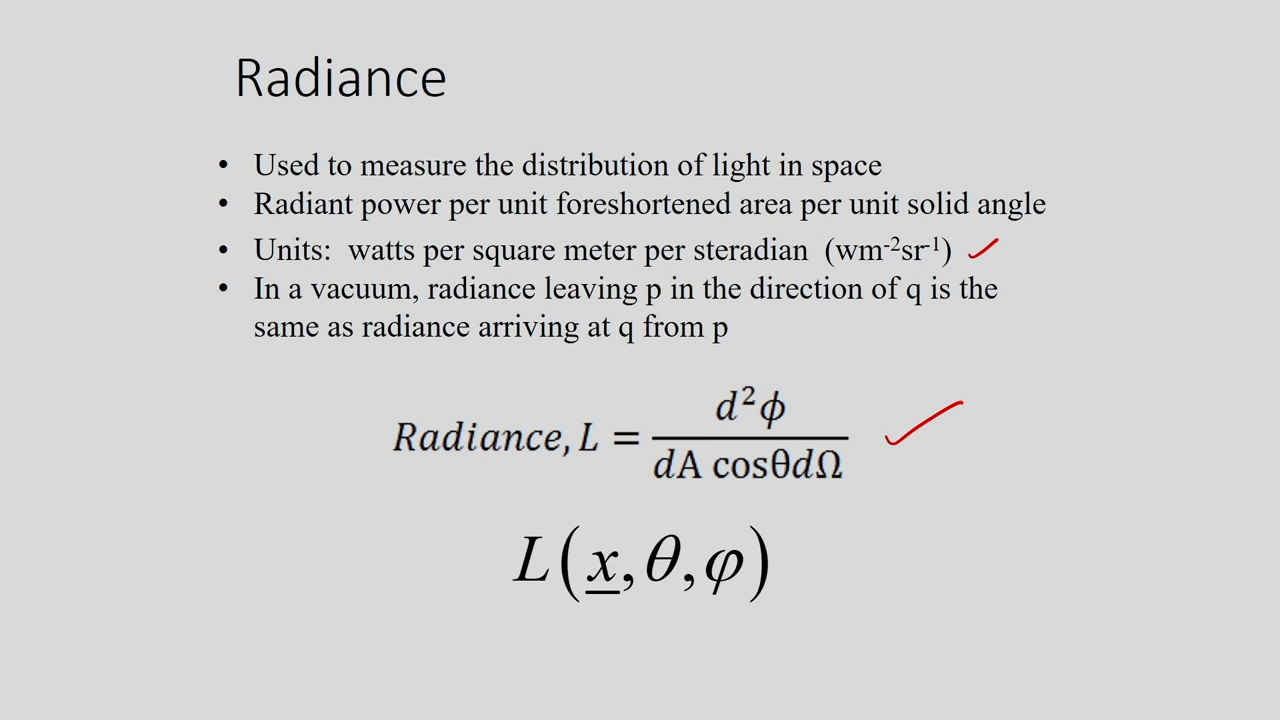 Radiance
• Used to measure the distribution of light in space
• Radiant power per unit foreshortened area per unit solid angle
• Units: watts per square meter per steradian (wm⁻²sr⁻¹)
• In a vacuum, radiance leaving p in the direction of q is the
same as radiance arriving at q from p
Radiance, L = d²ϕ / dA cosθdΩ
L(x,θ,φ)